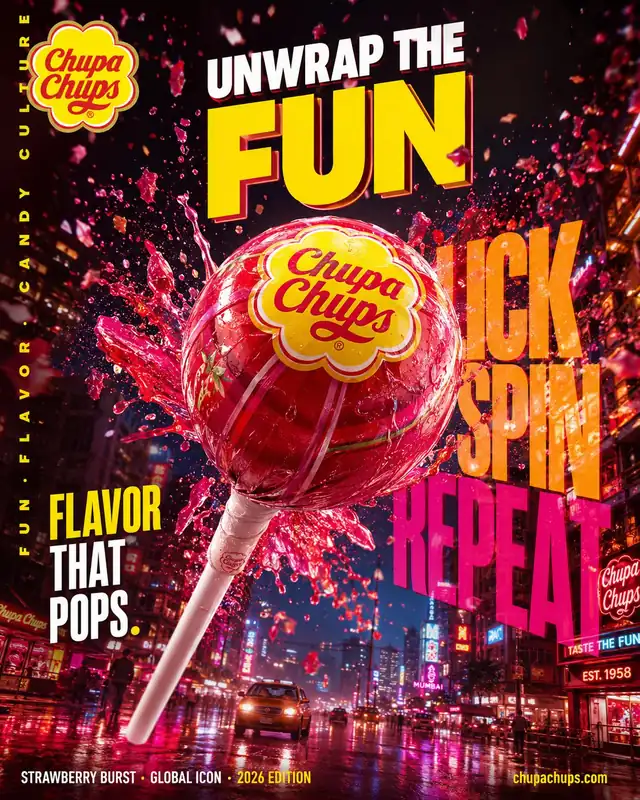 FUN · FLAVOR · CANDY CULTURE
Chupa
Chups
®
UNWRAP THE
FUN
Chupa
Chups
®
LICK
SPIN
REPEAT
FLAVOR
THAT
POPS.
Chupa Chups
MUMBAI
Chupa
Chups
TASTE THE FUN
EST. 1958
STRAWBERRY BURST · GLOBAL ICON · 2026 EDITION
chupachups.com